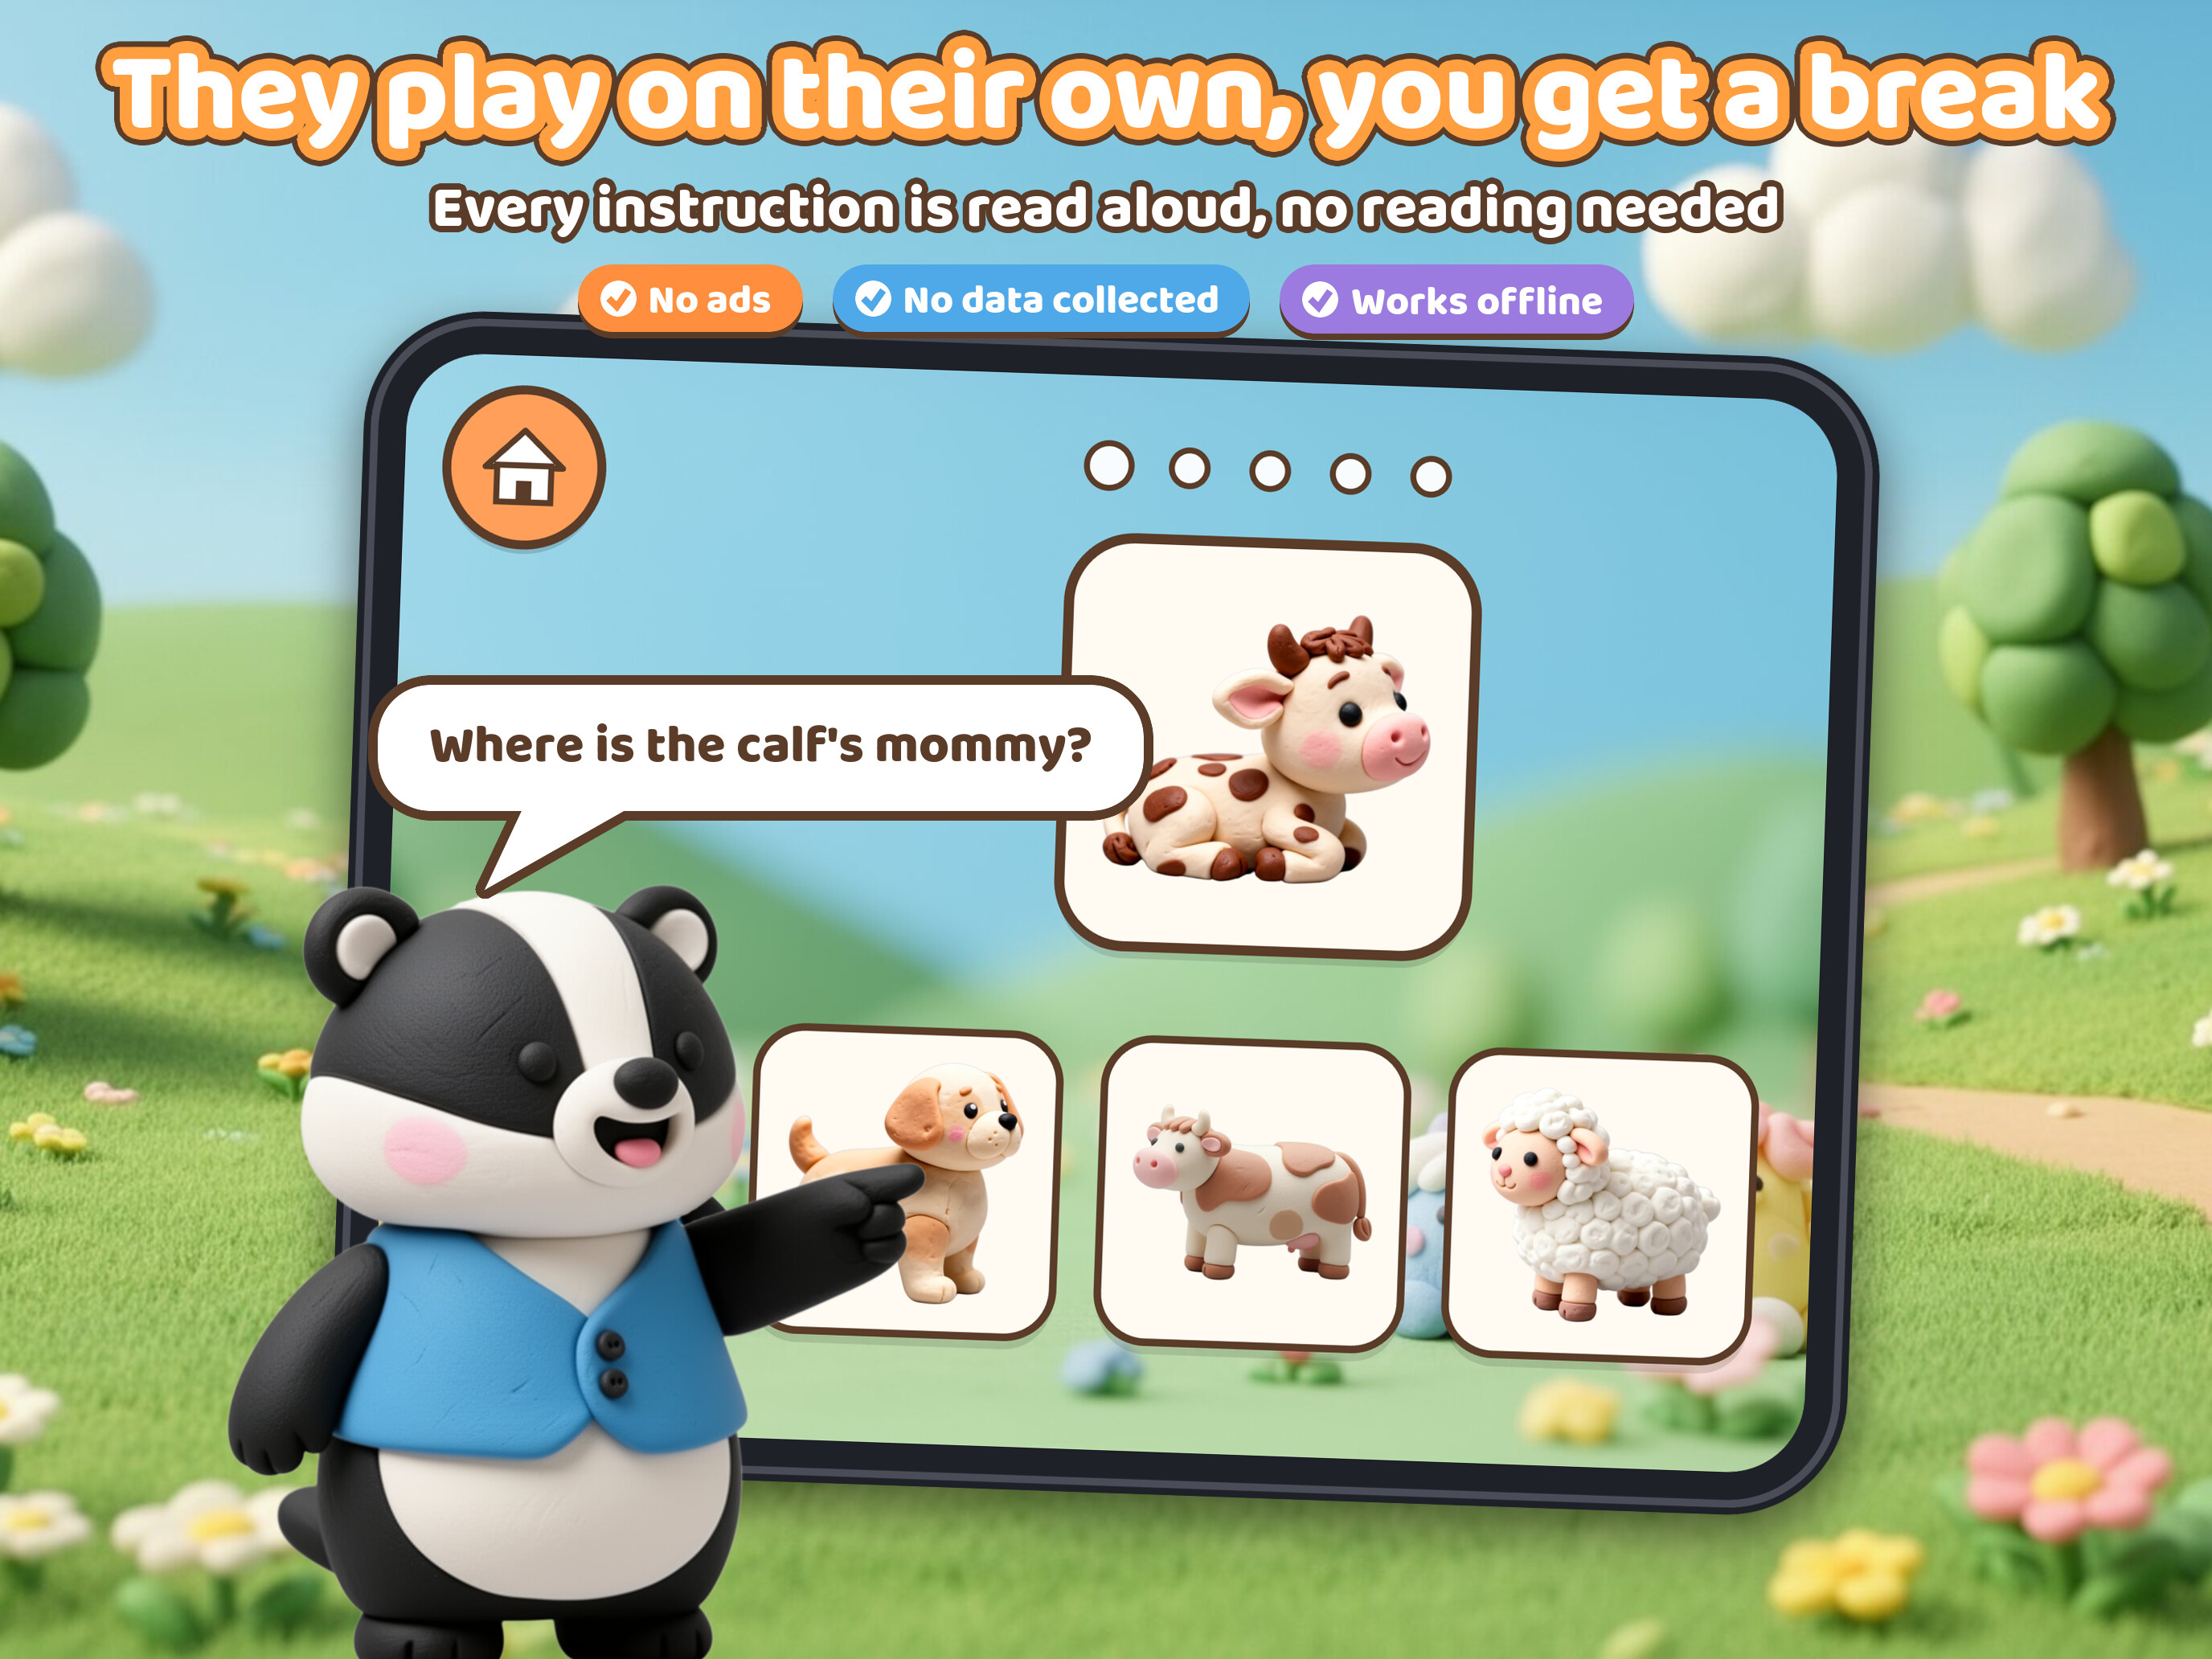 They play on their own, you get a break
Every instruction is read aloud, no reading needed
No ads
No data collected
Works offline
Where is the calf's mommy?